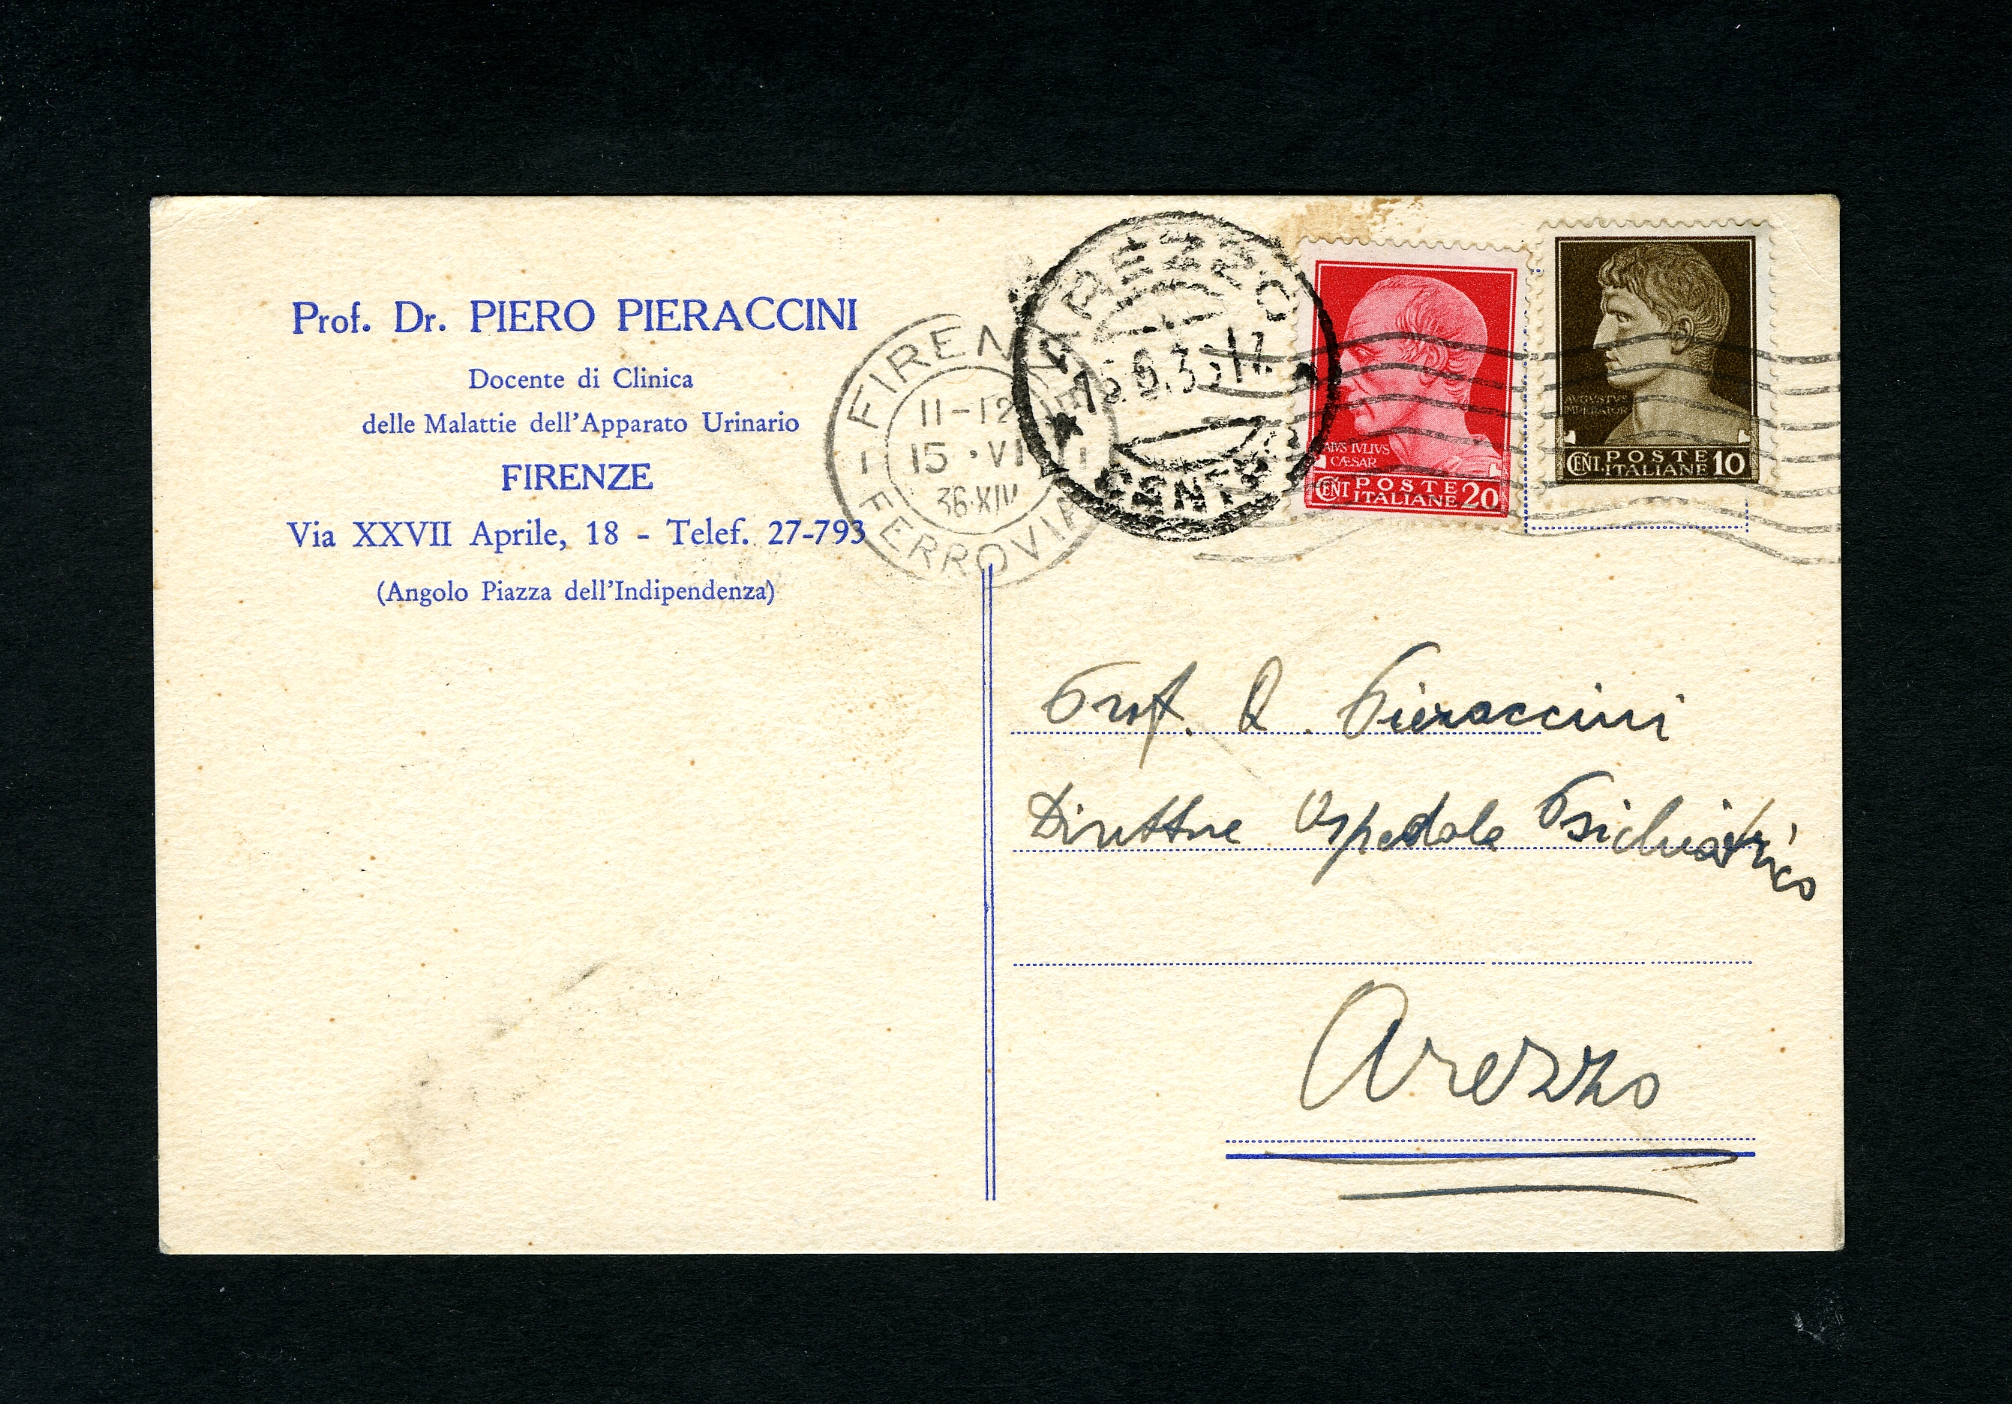 Prof. Dr. PIERO PIERACCINI
Docente di Clinica
delle Malattie dell'Apparato Urinario
FIRENZE
Via XXVII Aprile, 18 - Telef. 27-793
(Angolo Piazza dell'Indipendenza)
FIREN
11-12
15 · VI
36·XIV
FERROVIA
AREZZO
CENTRO
IVLIVS
CÆSAR
CENT. POSTE ITALIANE 20
AVGVSTVS
IMPERATOR
CENT. POSTE ITALIANE 10
Prof. A. Pieraccini
Direttore Ospedale Psichiatrico
Arezzo